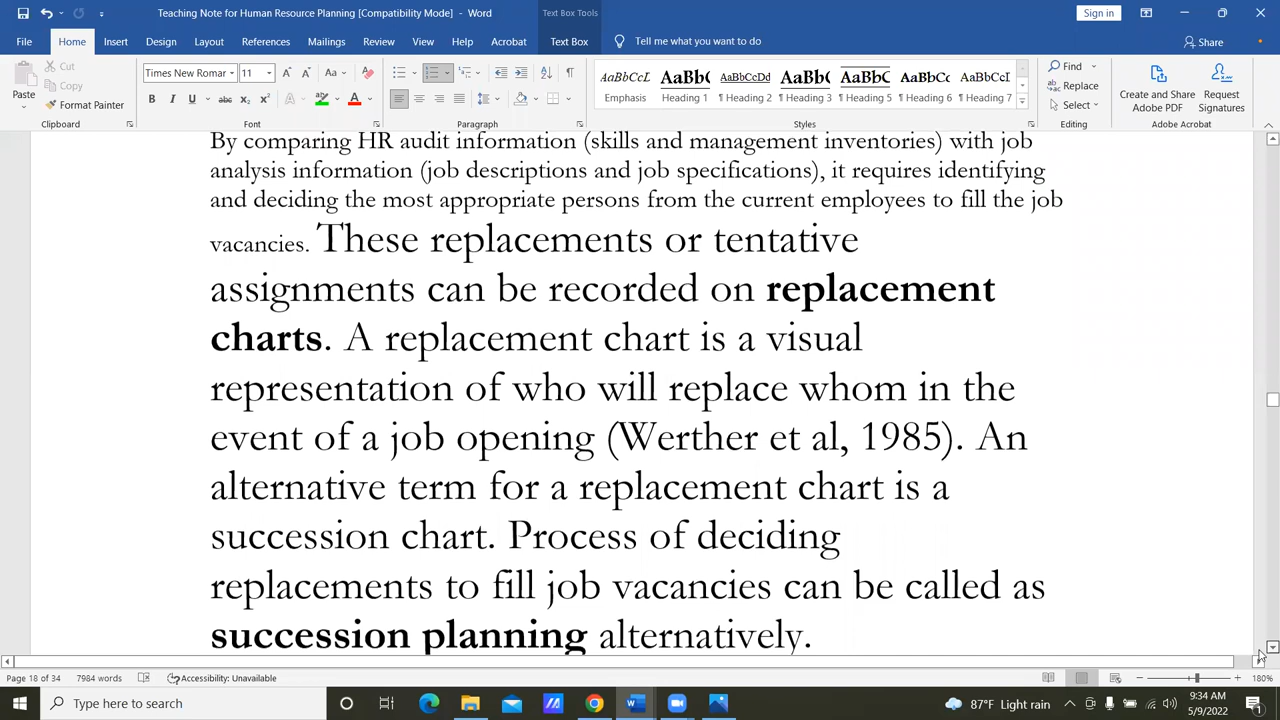 Teaching Note for Human Resource Planning [Compatibility Mode] - Word
Text Box Tools
Sign in
File Home Insert Design Layout References Mailings Review View Help Acrobat Text Box Tell me what you want to do Share
Paste
Cut
Copy
Format Painter
Clipboard
Times New Romar 11 Aa
B I U abc x₂ x² A A
Font
Paragraph
AaBbCcL AaBb( AaBbCcDd AaBb( AaBbC AaBbCc AaBbCc
Emphasis Heading 1 ¶ Heading 2 ¶ Heading 3 ¶ Heading 5 ¶ Heading 6 ¶ Heading 7
Styles
Find
Replace
Select
Editing
Create and Share
Adobe PDF
Request
Signatures
Adobe Acrobat
By comparing HR audit information (skills and management inventories) with job
analysis information (job descriptions and job specifications), it requires identifying
and deciding the most appropriate persons from the current employees to fill the job
vacancies. These replacements or tentative
assignments can be recorded on replacement
charts. A replacement chart is a visual
representation of who will replace whom in the
event of a job opening (Werther et al, 1985). An
alternative term for a replacement chart is a
succession chart. Process of deciding
replacements to fill job vacancies can be called as
succession planning alternatively.
Page 18 of 34 7984 words Accessibility: Unavailable 180%
Type here to search
87°F Light rain
9:34 AM
5/9/2022